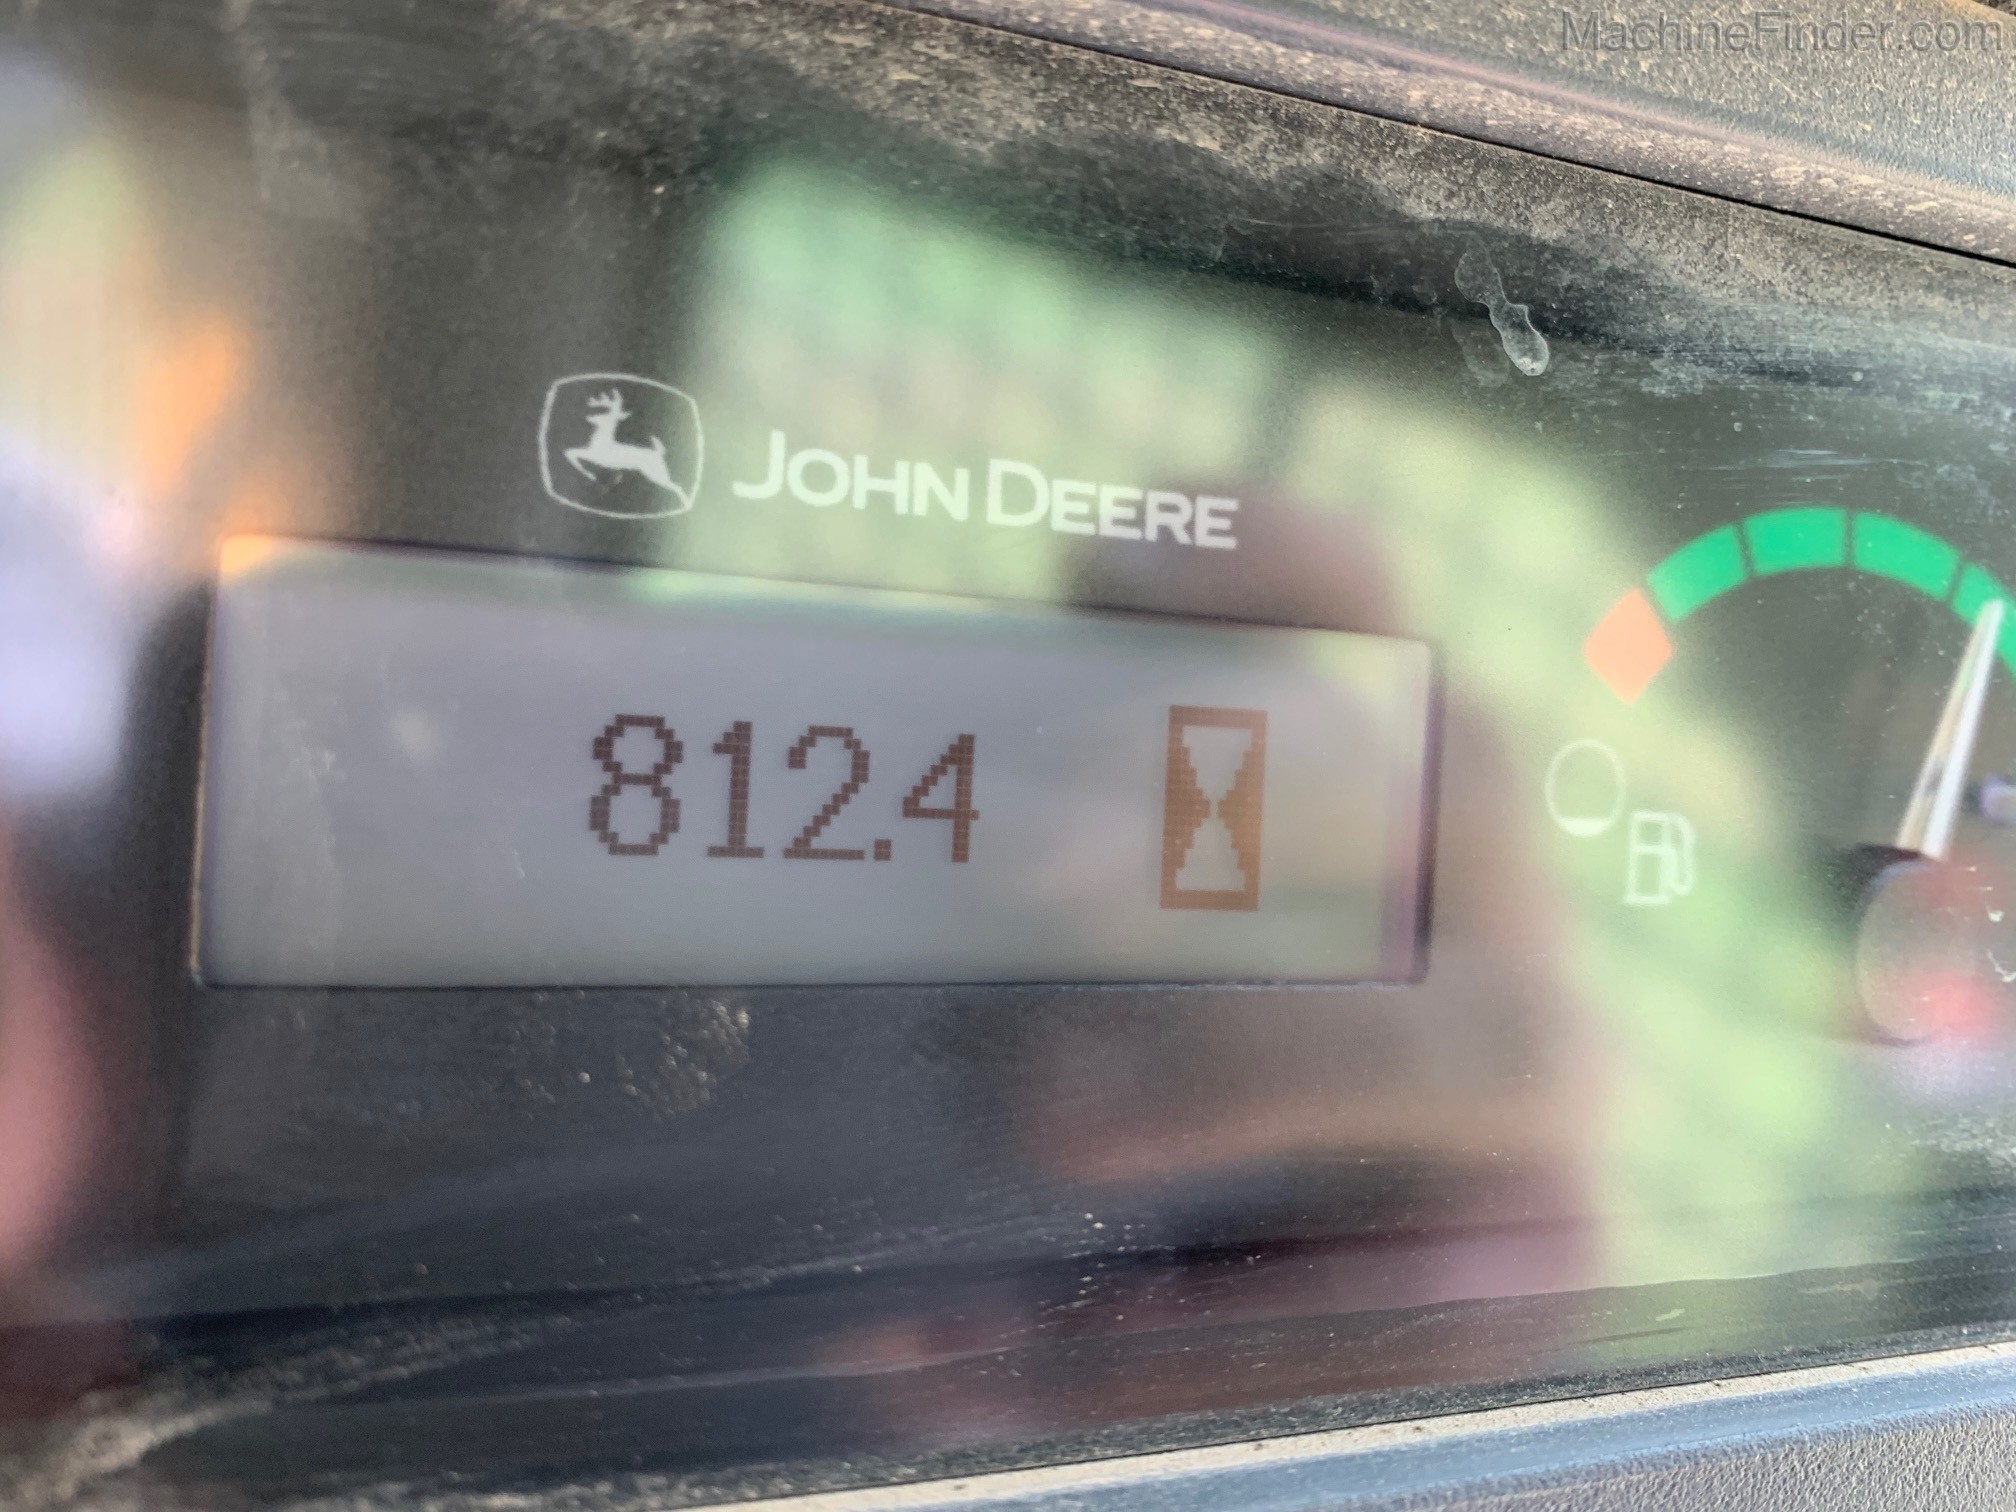 MachineFinder.com
JOHN DEERE
812.4